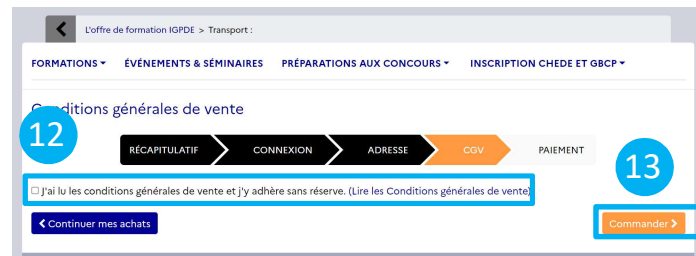 L'offre de formation IGPDE > Transport :
FORMATIONS ÉVÉNEMENTS & SÉMINAIRES PRÉPARATIONS AUX CONCOURS INSCRIPTION CHEDE ET GBCP
Conditions générales de vente
12
RÉCAPITULATIF CONNEXION ADRESSE CGV PAIEMENT
13
J'ai lu les conditions générales de vente et j'y adhère sans réserve. (Lire les Conditions générales de vente)
Continuer mes achats
Commander